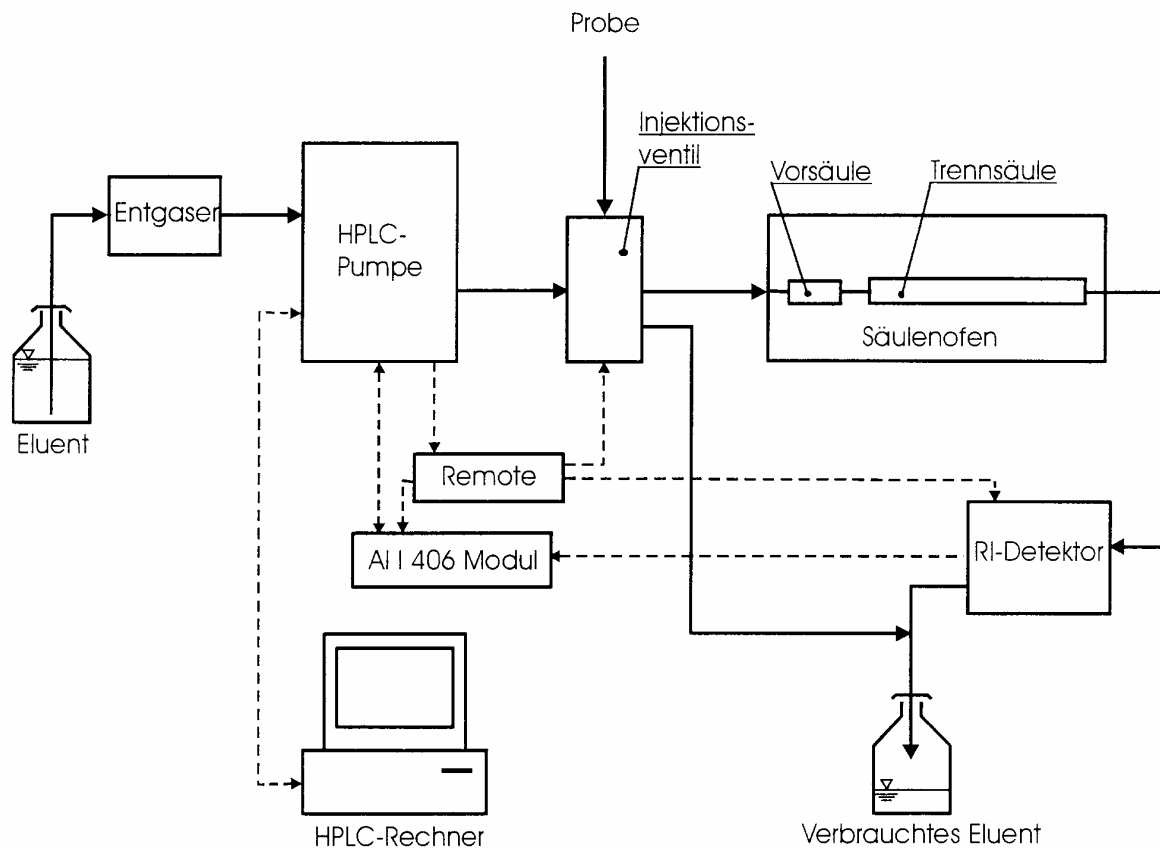 Probe
Injektions-
ventil
Vorsäule
Trennsäule
Entgaser
HPLC-
Pumpe
Säulenofen
Eluent
Remote
AI I 406 Modul
RI-Detektor
HPLC-Rechner
Verbrauchtes Eluent